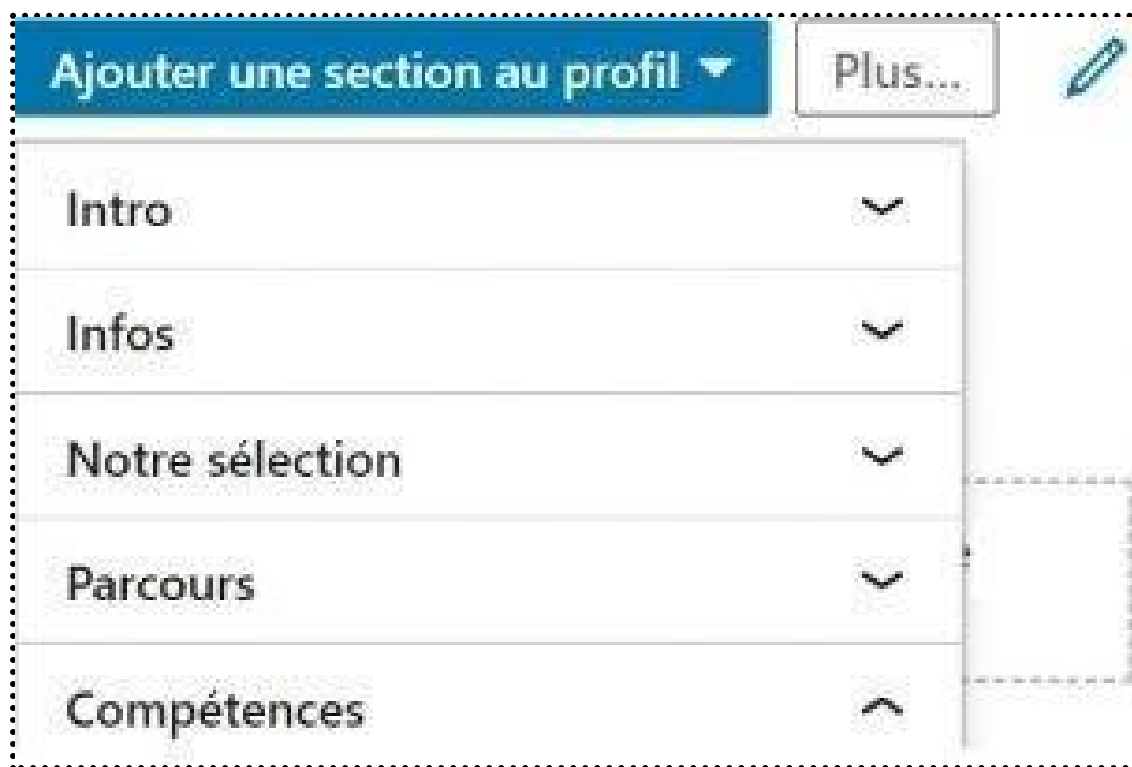 Ajouter une section au profil Plus...
Intro
Infos
Notre sélection
Parcours
Compétences